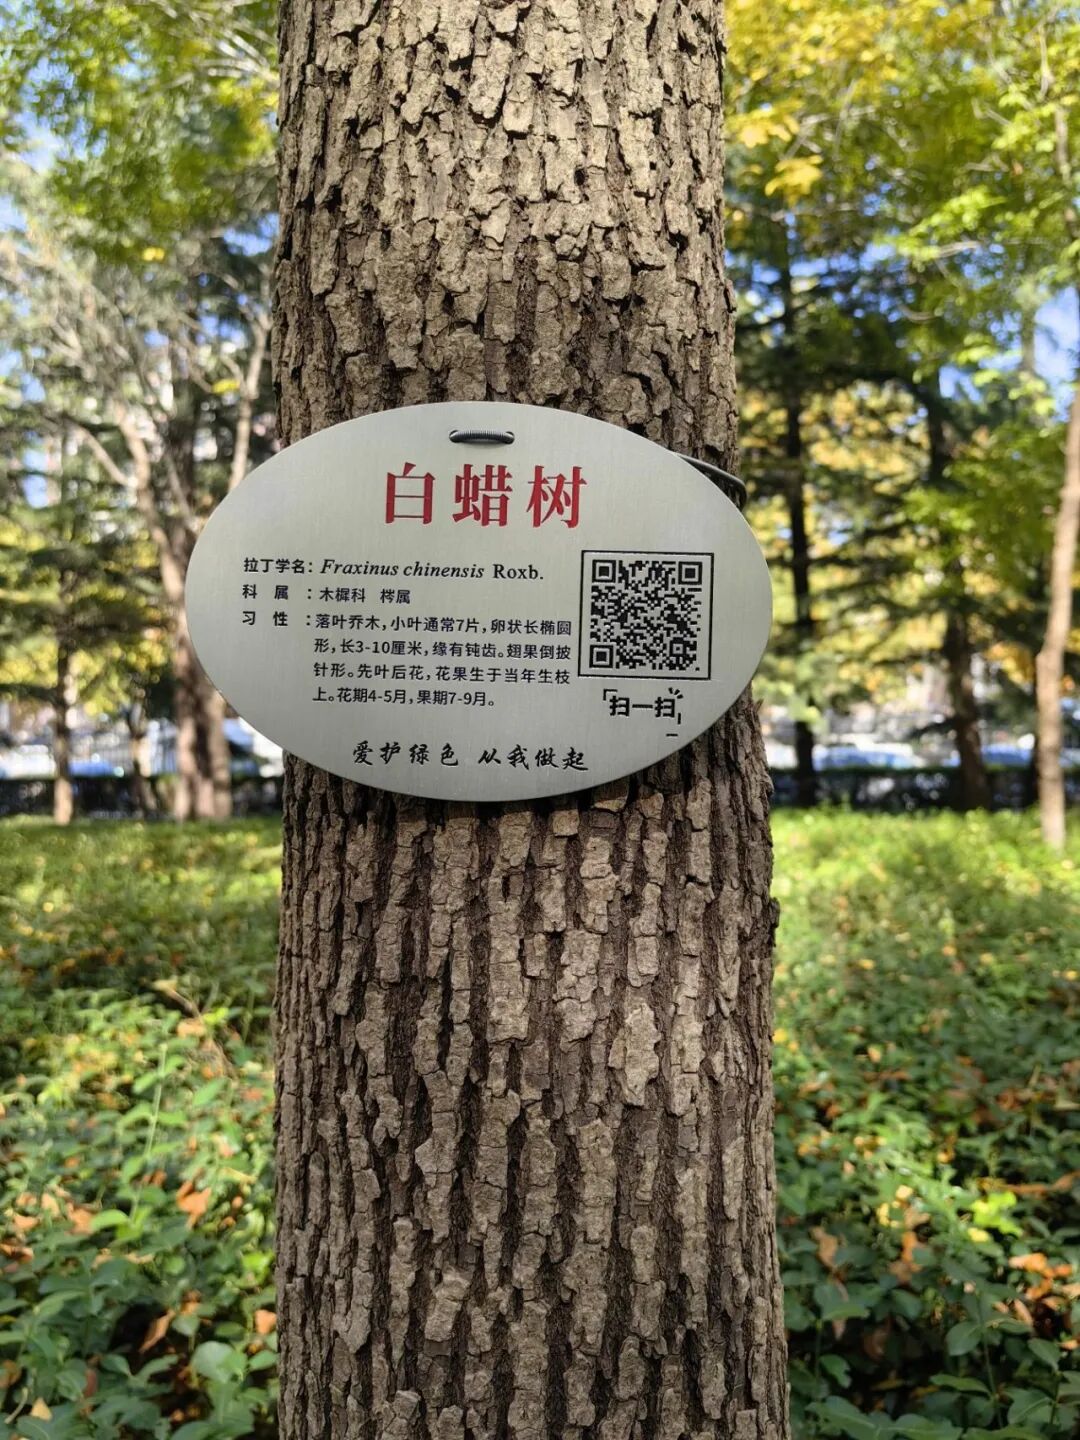 白蜡树
拉丁学名：Fraxinus chinensis Roxb.
科 属 ：木樨科 梣属
习 性 ：落叶乔木，小叶通常7片，卵状长椭圆
形，长3-10厘米，缘有钝齿。翅果倒披
针形。先叶后花，花果生于当年生枝
上。花期4-5月，果期7-9月。
扫一扫
爱护绿色 从我做起